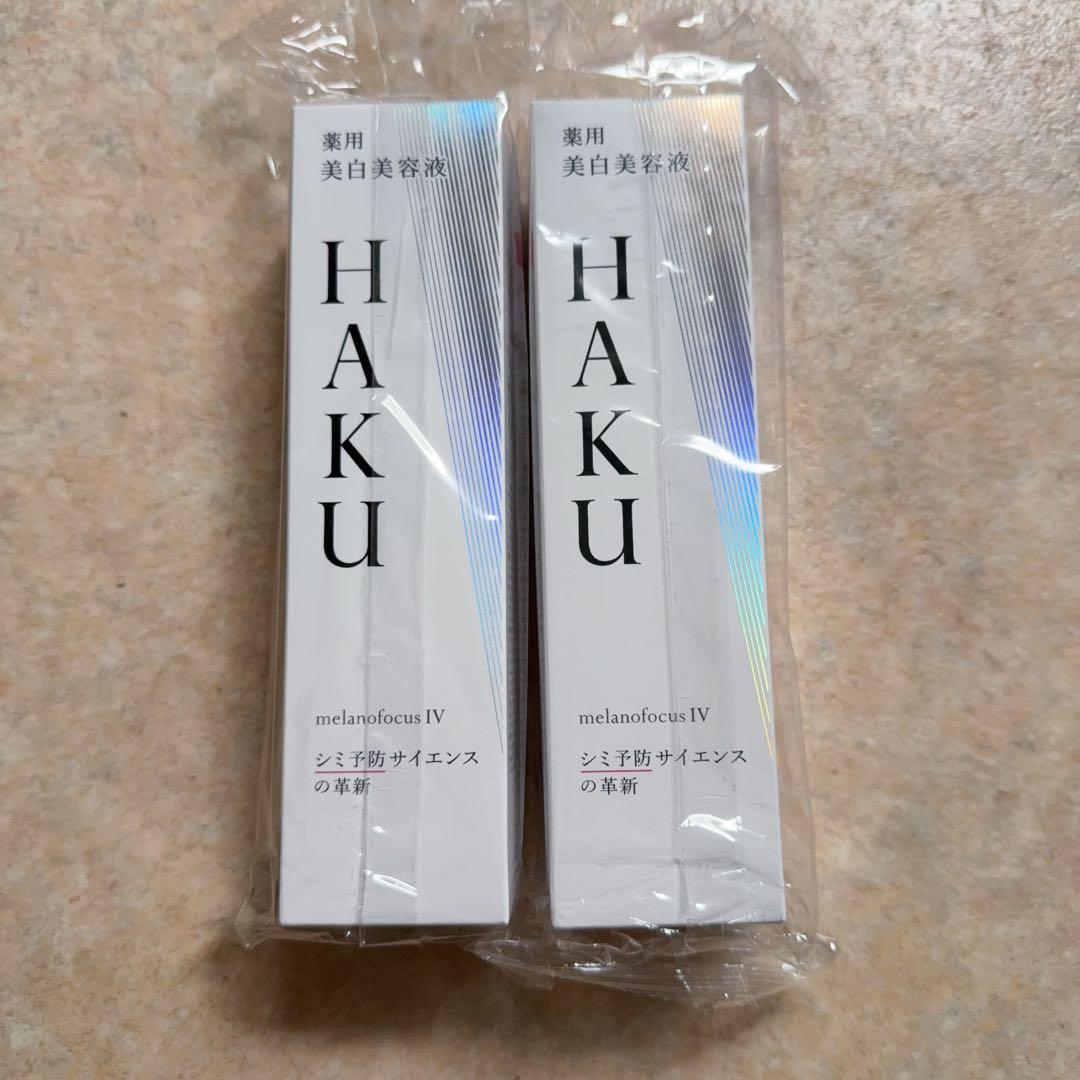 薬用
美白美容液
HAKU
melanofocus IV
シミ予防サイエンス
の革新
薬用
美白美容液
HAKU
melanofocus IV
シミ予防サイエンス
の革新